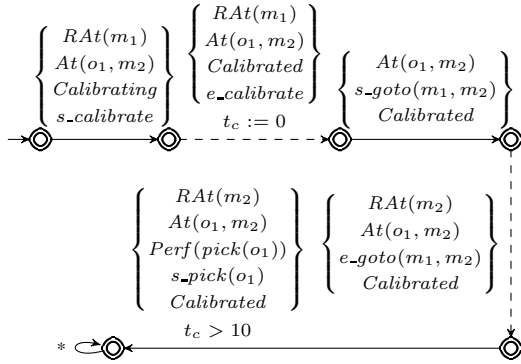 RAt(m₁)
At(o₁, m₂)
Calibrating
s_calibrate
RAt(m₁)
At(o₁, m₂)
Calibrated
e_calibrate
t_c := 0
At(o₁, m₂)
s_goto(m₁, m₂)
Calibrated
RAt(m₂)
At(o₁, m₂)
Perf(pick(o₁))
s_pick(o₁)
Calibrated
t_c > 10
RAt(m₂)
At(o₁, m₂)
e_goto(m₁, m₂)
Calibrated
*